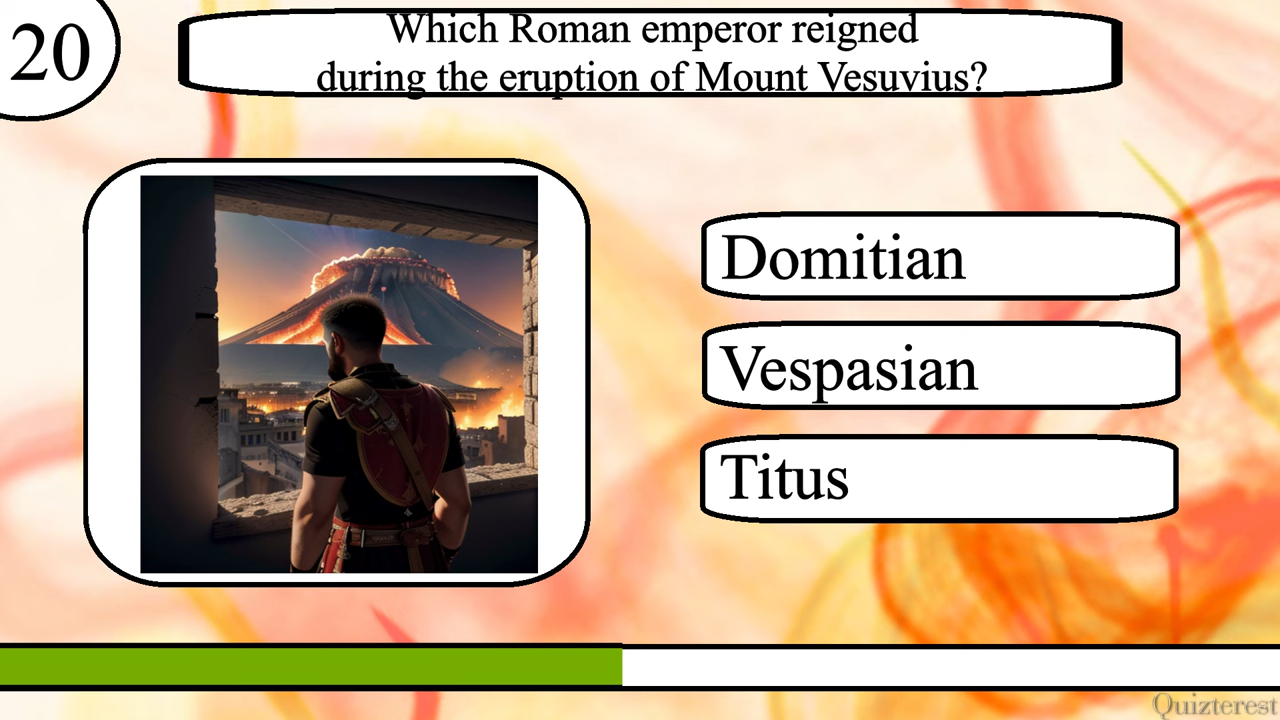 20
Which Roman emperor reigned
during the eruption of Mount Vesuvius?
Domitian
Vespasian
Titus
Quizterest